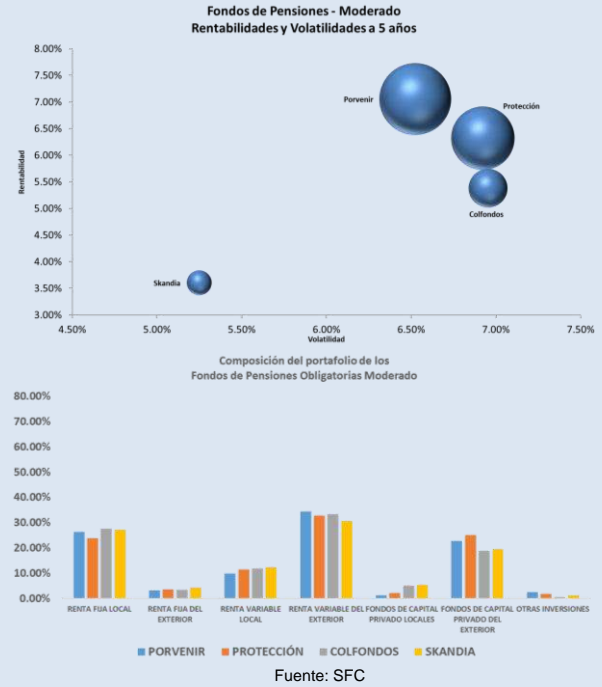 Fondos de Pensiones - Moderado
Rentabilidades y Volatilidades a 5 años
8.00%
7.50%
7.00%
6.50%
6.00%
5.50%
5.00%
4.50%
4.00%
3.50%
3.00%
Rentabilidad
Porvenir
Protección
Colfondos
Skandia
4.50%
5.00%
5.50%
6.00%
6.50%
7.00%
7.50%
Volatilidad
Composición del portafolio de los
Fondos de Pensiones Obligatorias Moderado
80.00%
70.00%
60.00%
50.00%
40.00%
30.00%
20.00%
10.00%
0.00%
RENTA FIJA LOCAL
RENTA FIJA DEL
EXTERIOR
RENTA VARIABLE
LOCAL
RENTA VARIABLE DEL
EXTERIOR
FONDOS DE CAPITAL
PRIVADO LOCALES
FONDOS DE CAPITAL
PRIVADO DEL
EXTERIOR
OTRAS INVERSIONES
PORVENIR
PROTECCIÓN
COLFONDOS
SKANDIA
Fuente: SFC